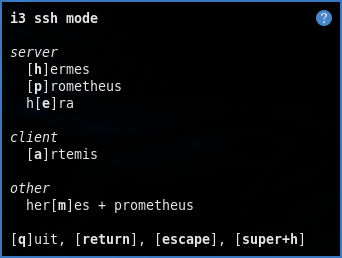 i3 ssh mode ?
server
[h]ermes
[p]rometheus
h[e]ra
client
[a]rtemis
other
her[m]es + prometheus
[q]uit, [return], [escape], [super+h]